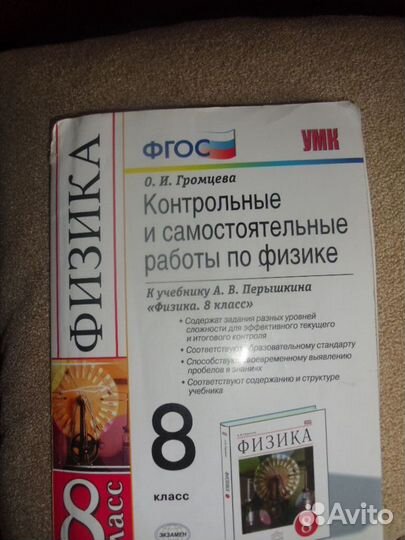 ФИЗИКА
ФГОС
УМК
О. И. Громцева
Контрольные
и самостоятельные
работы по физике
К учебнику А. В. Перышкина
«Физика. 8 класс»
• Содержат задания разных уровней
сложности для эффективного текущего
и итогового контроля
• Соответствуют образовательному стандарту
• Способствуют своевременному выявлению
пробелов в знаниях
• Соответствуют содержанию и структуре
учебника
8
класс
ЭКЗАМЕН
ФИЗИКА
8
8
класс
Avito